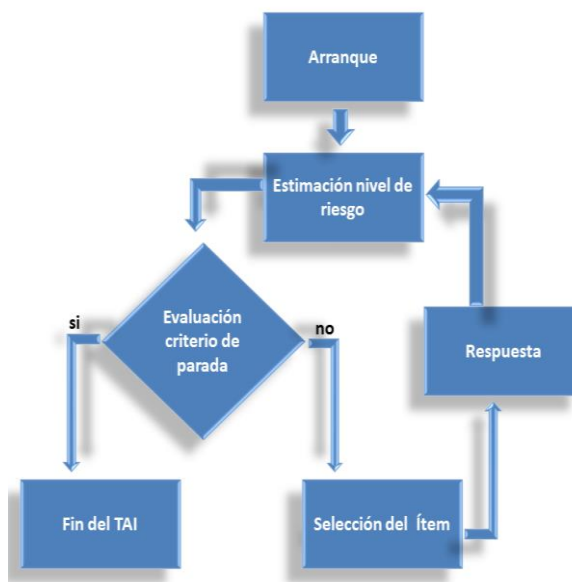 Arranque
Estimación nivel de
riesgo
si
Evaluación
criterio de
parada
no
Respuesta
Fin del TAI
Selección del Ítem